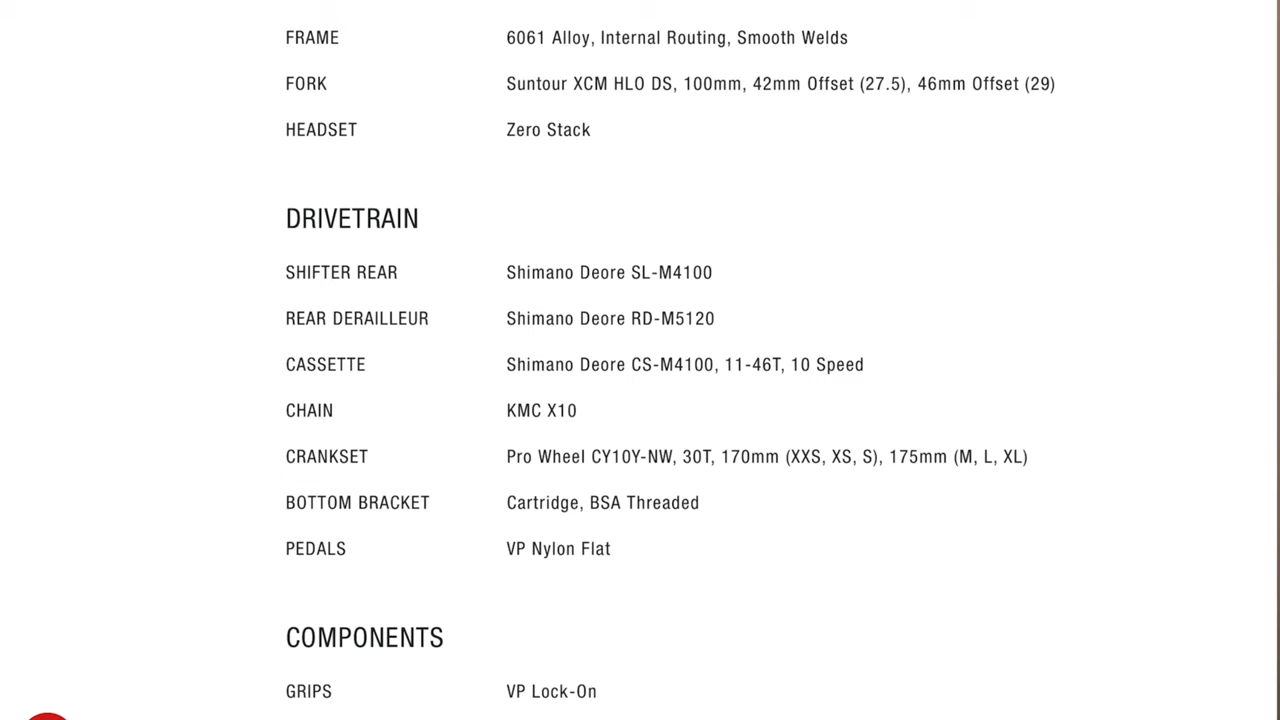 FRAME 6061 Alloy, Internal Routing, Smooth Welds
FORK Suntour XCM HLO DS, 100mm, 42mm Offset (27.5), 46mm Offset (29)
HEADSET Zero Stack
DRIVETRAIN
SHIFTER REAR Shimano Deore SL-M4100
REAR DERAILLEUR Shimano Deore RD-M5120
CASSETTE Shimano Deore CS-M4100, 11-46T, 10 Speed
CHAIN KMC X10
CRANKSET Pro Wheel CY10Y-NW, 30T, 170mm (XXS, XS, S), 175mm (M, L, XL)
BOTTOM BRACKET Cartridge, BSA Threaded
PEDALS VP Nylon Flat
COMPONENTS
GRIPS VP Lock-On